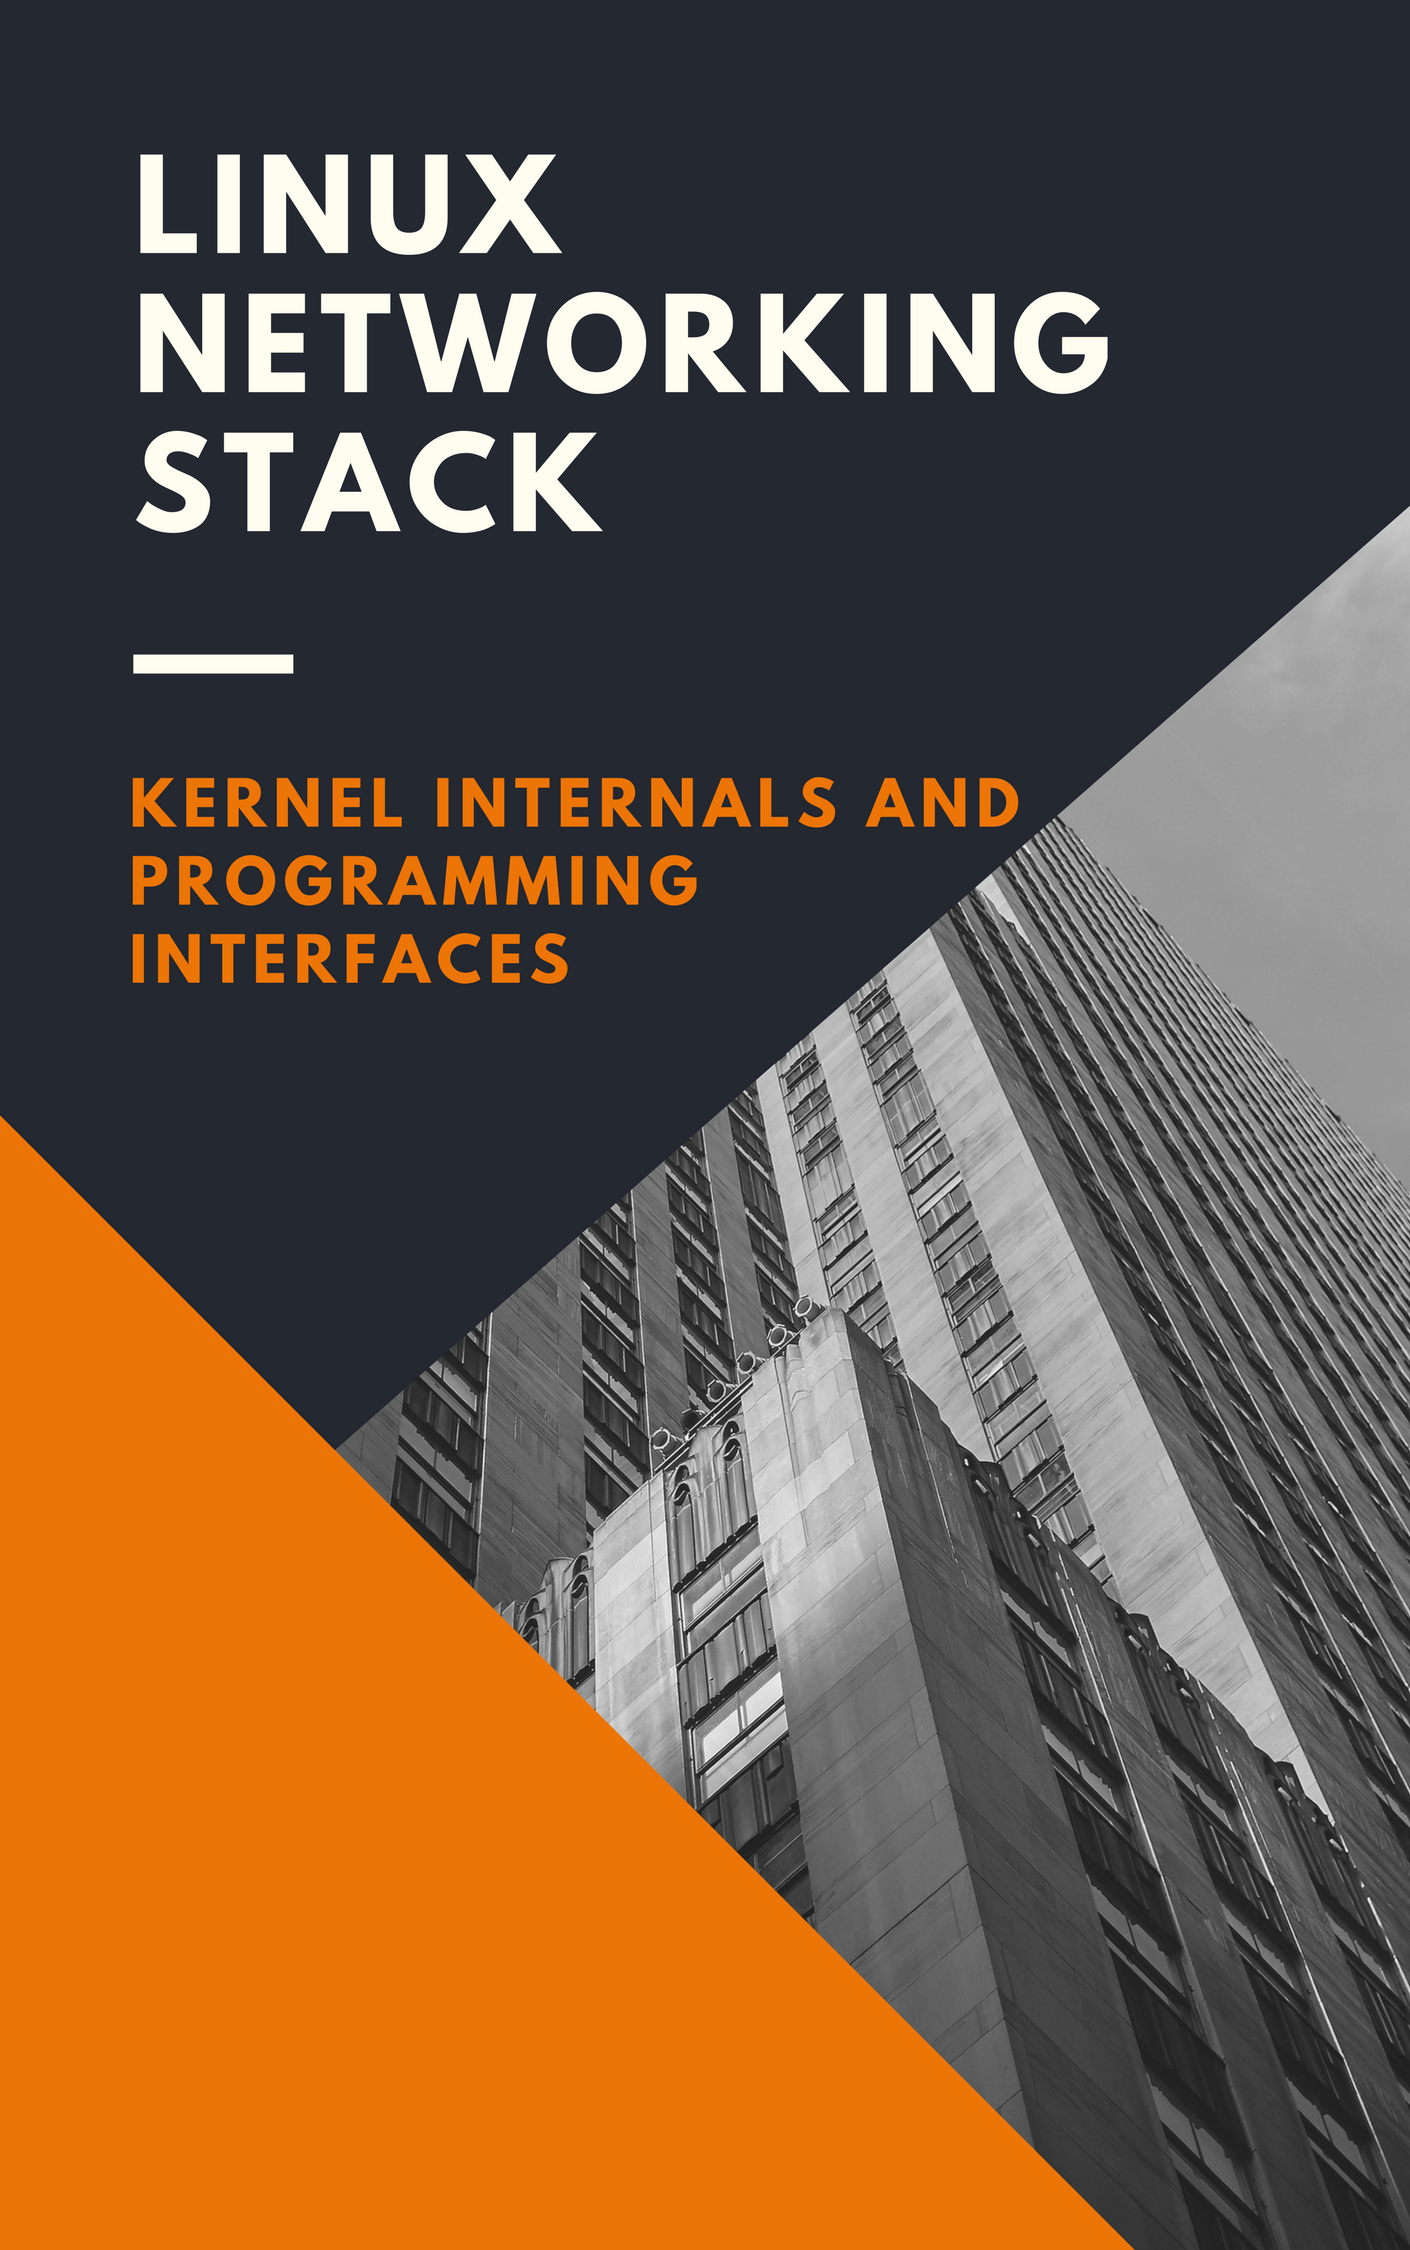 LINUX
NETWORKING
STACK
KERNEL INTERNALS AND
PROGRAMMING
INTERFACES